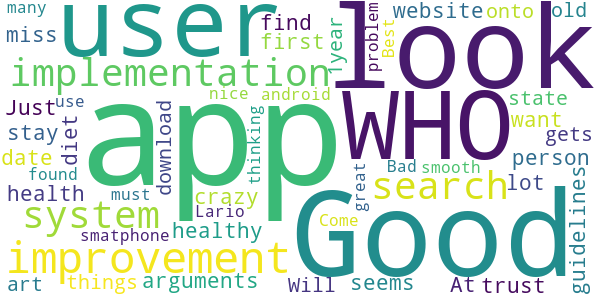 many
miss
user
find
first
1year
problem
look
website
Best
onto
old
implementation
Just
stay
date
found
health
use
diet
download
app
nice
android
thinking
WHO
state
want
gets
person
Bad
smooth
search
lot
guidelines
great
must
crazy
Lario
Come
Good
system
smatphone
healthy
improvement
things
art
arguments
Will
seems
At
trust